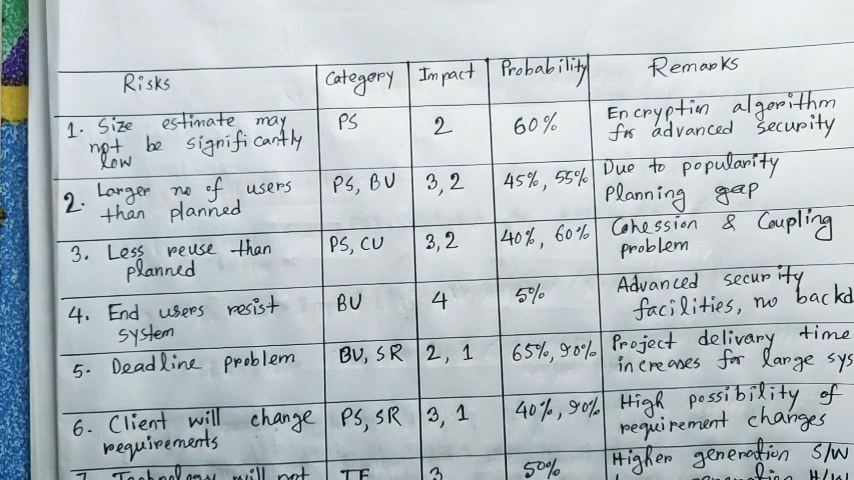 Risks Category Impact Probability Remarks
1. Size estimate may PS 2 60% Encryption algorithm
not be significantly for advanced security
low
2. Larger no of users PS, BU 3,2 45%, 55% Due to popularity
than planned Planning gap
3. Less reuse than PS, CU 3,2 40%, 60% Cohession & Coupling
planned problem
4. End users resist BU 4 5% Advanced security
system facilities, no backd
5. Deadline problem BU, SR 2, 1 65%, 90% Project delivary time
increases for large sys
6. Client will change PS, SR 3, 1 40%, 90% High possibility of
requirements requirement changes
7. Technology will not TE 3 50% Higher generation S/W
generation H/W